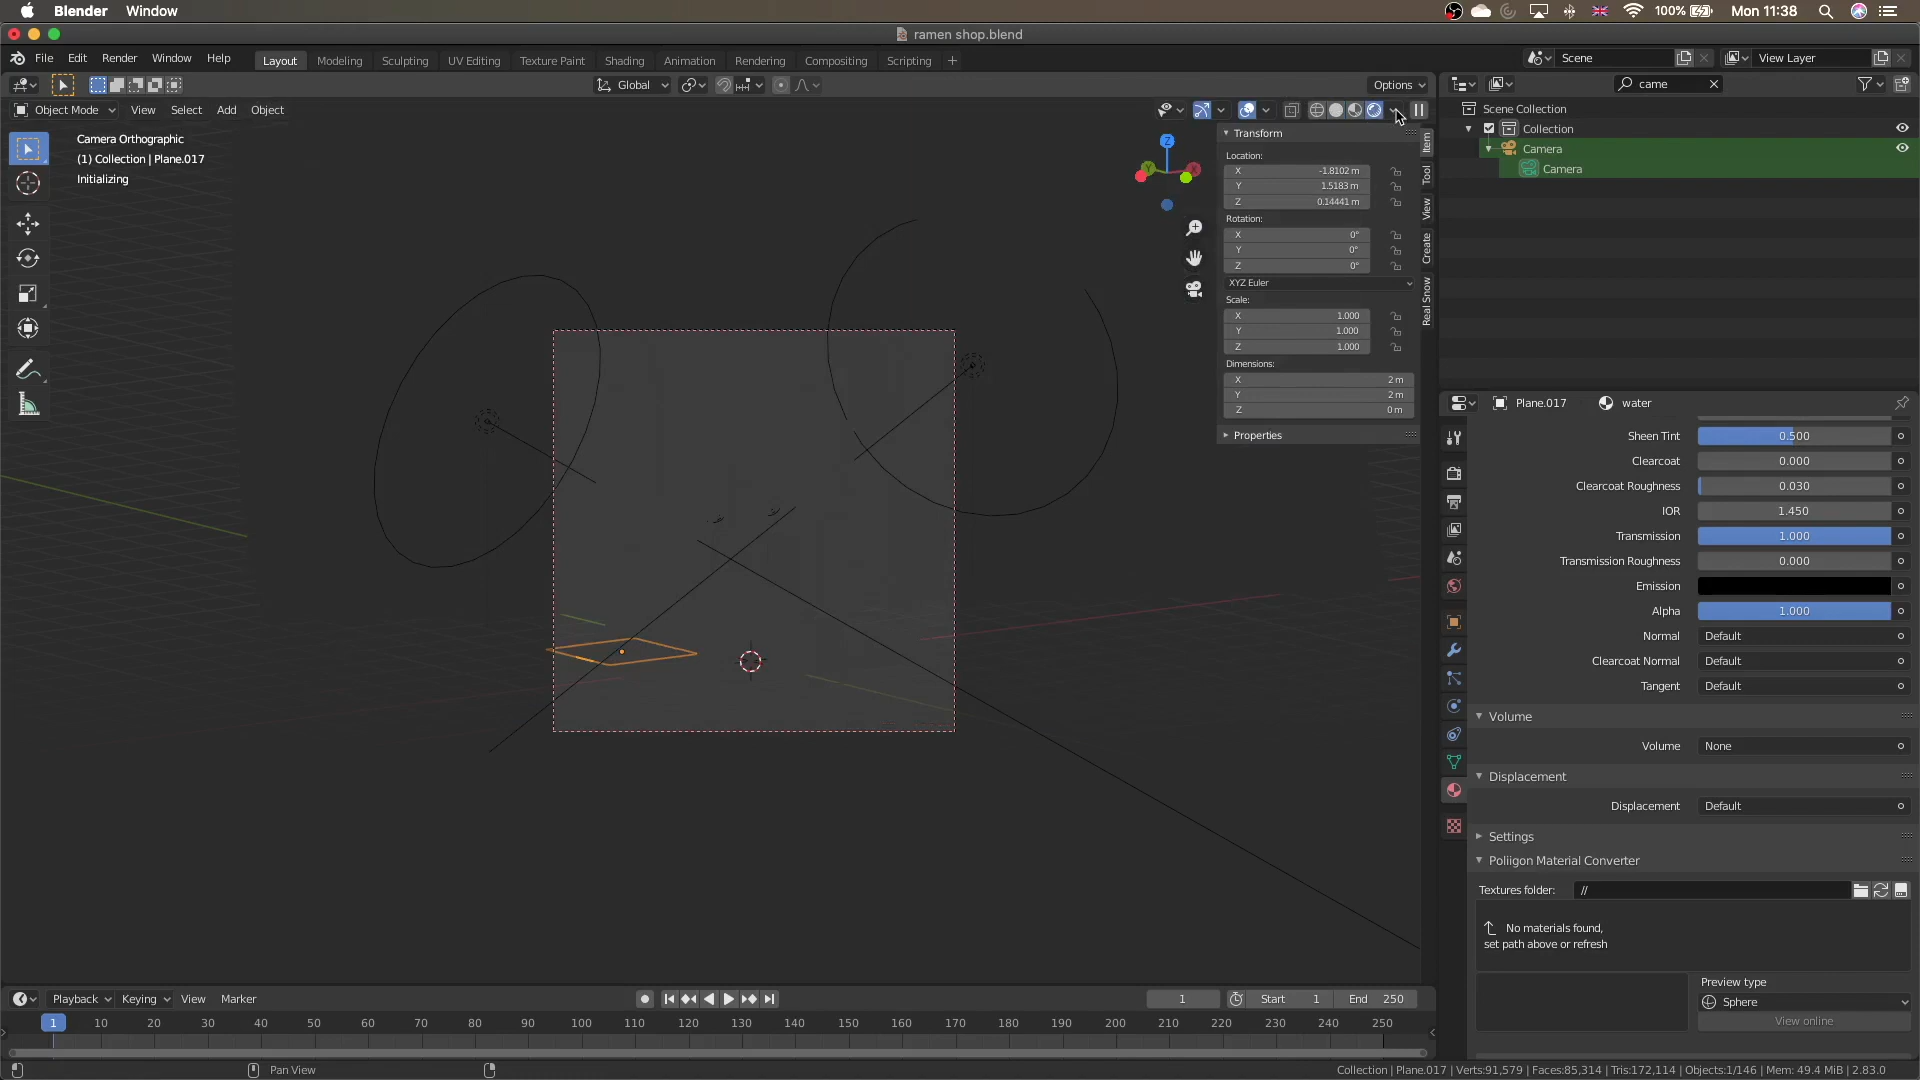 Blender Window 100% Mon 11:38
ramen shop.blend
File Edit Render Window Help Layout Modeling Sculpting UV Editing Texture Paint Shading Animation Rendering Compositing Scripting + Scene View Layer
Global Options came
Object Mode View Select Add Object
Camera Orthographic
(1) Collection | Plane.017
Initializing
Z
Y
X
Transform
Location:
X -1.8102 m
Y 1.5183 m
Z 0.14441 m
Rotation:
X 0°
Y 0°
Z 0°
XYZ Euler
Scale:
X 1.000
Y 1.000
Z 1.000
Dimensions:
X 2 m
Y 2 m
Z 0 m
Properties
Item
Tool
View
Create
Real Snow
Scene Collection
Collection
Camera
Camera
Plane.017 water
Sheen Tint 0.500
Clearcoat 0.000
Clearcoat Roughness 0.030
IOR 1.450
Transmission 1.000
Transmission Roughness 0.000
Emission
Alpha 1.000
Normal Default
Clearcoat Normal Default
Tangent Default
Volume
Volume None
Displacement
Displacement Default
Settings
Poliigon Material Converter
Textures folder: //
No materials found,
set path above or refresh
Preview type
Sphere
View online
Playback Keying View Marker 1 Start 1 End 250
1 10 20 30 40 50 60 70 80 90 100 110 120 130 140 150 160 170 180 190 200 210 220 230 240 250
Pan View
Collection | Plane.017 | Verts:91,579 | Faces:85,314 | Tris:172,114 | Objects:1/146 | Mem: 49.4 MiB | 2.83.0